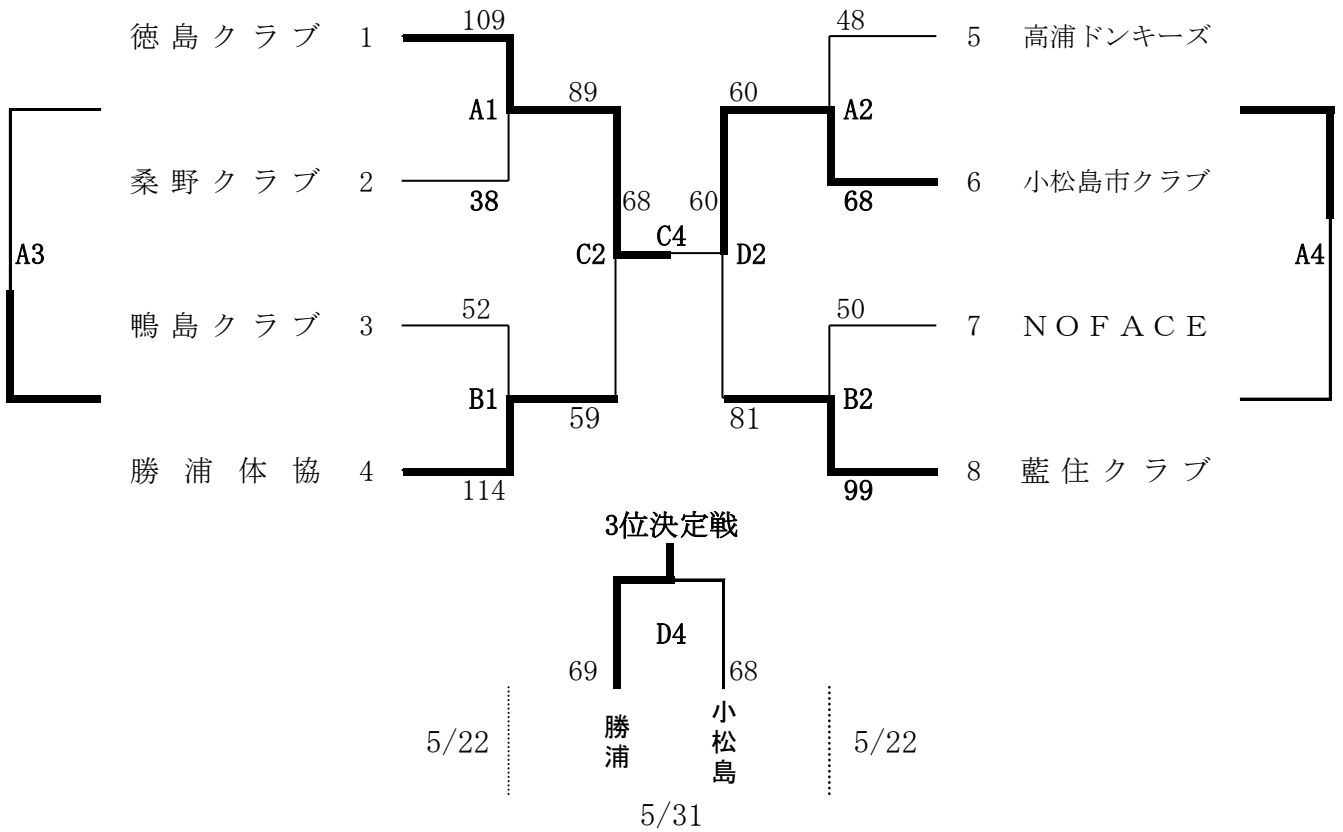 109 48
徳島クラブ 1 5 高浦ドンキーズ
89 60
A1 A2
桑野クラブ 2 6 小松島市クラブ
38 68 60 68
C4
A3 C2 D2 A4
52 50
鴨島クラブ 3 7 NOFACE
B1 B2
59 81
勝浦体協 4 8 藍住クラブ
114 99
3位決定戦
D4
69 68
勝浦 小松島
5/22 5/22
5/31